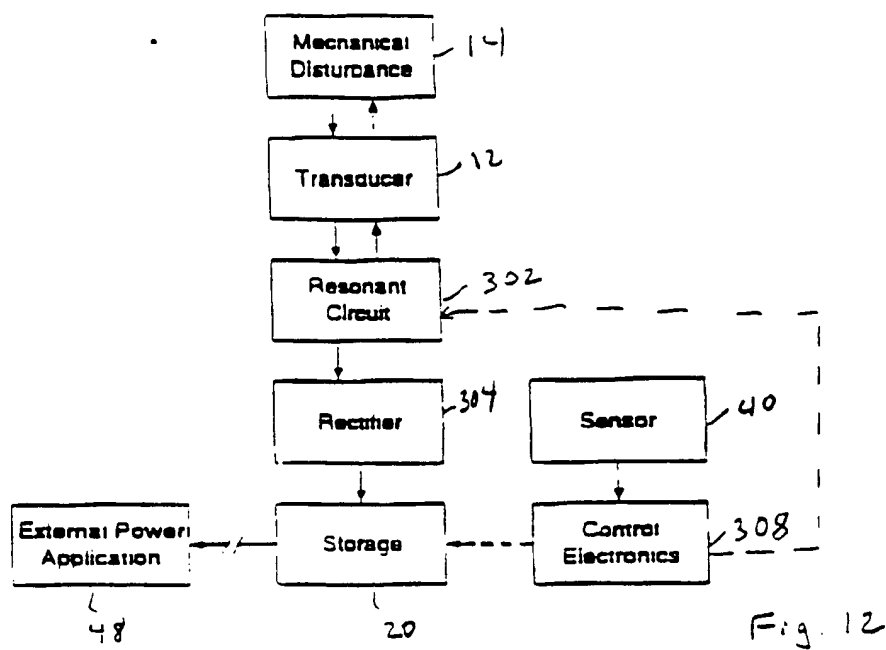 Mechanical
Disturbance
14
Transducer
12
Resonant
Circuit
302
Rectifier
304
Sensor
40
External Power
Application
48
Storage
20
Control
Electronics
308
Fig. 12